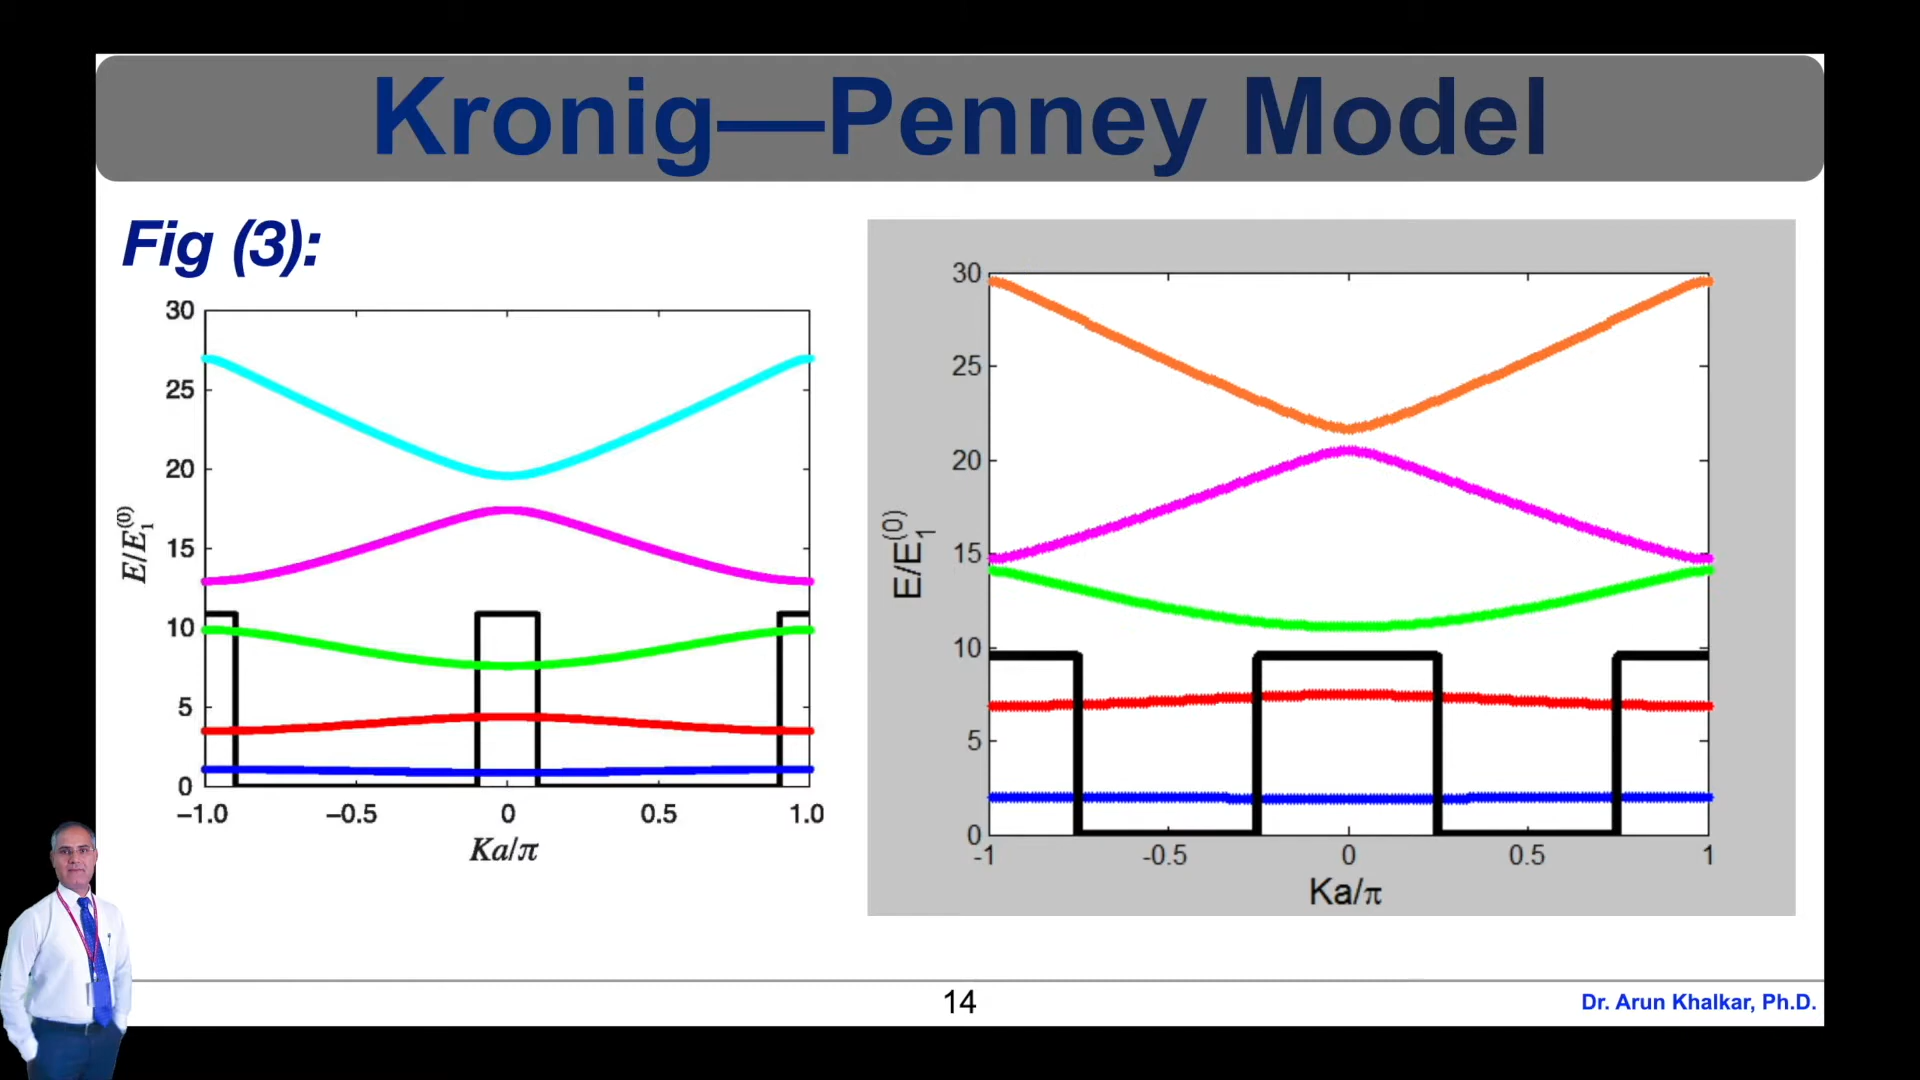 Kronig—Penney Model
Fig (3):
30
25
20
15
10
5
0
E/E₁⁽⁰⁾
−1.0 −0.5 0 0.5 1.0
Ka/π
30
25
20
15
10
5
0
E/E₁⁽⁰⁾
-1 -0.5 0 0.5 1
Ka/π
14
Dr. Arun Khalkar, Ph.D.